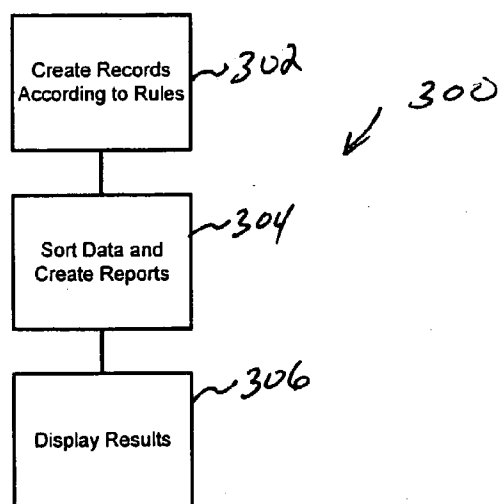 Create Records
According to Rules
302
300
Sort Data and
Create Reports
304
Display Results
306